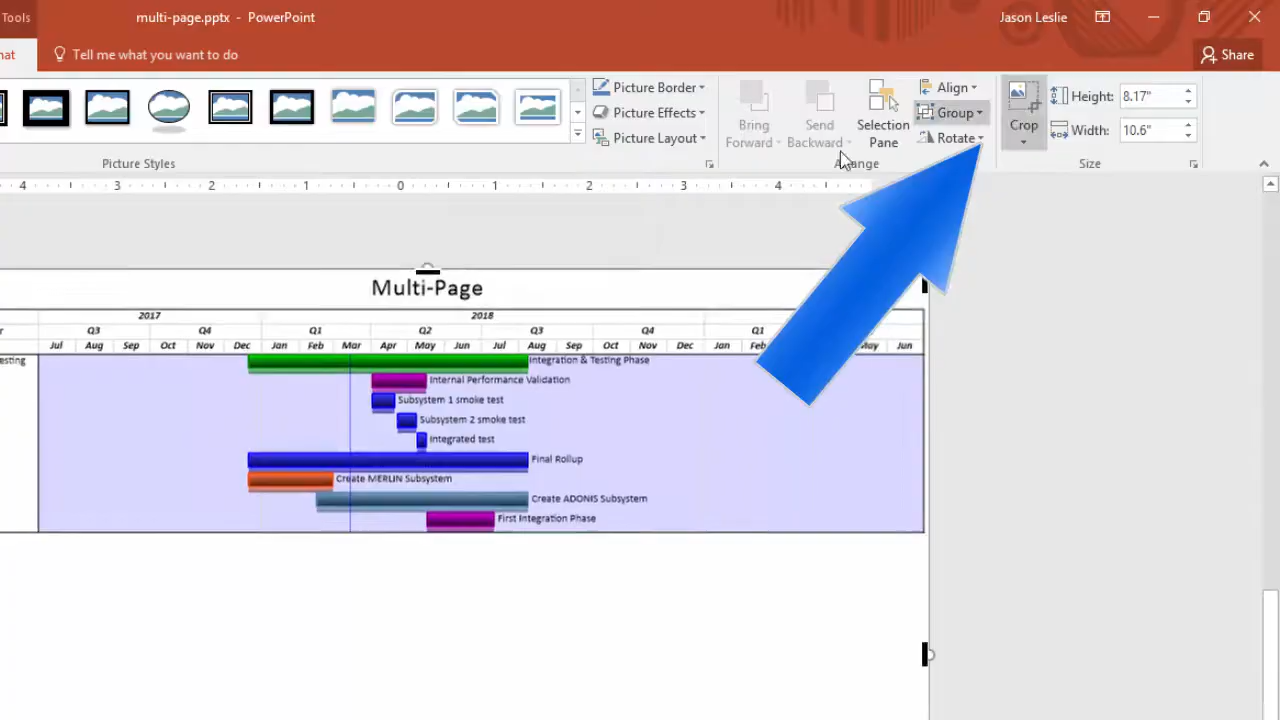 Tools
multi-page.pptx - PowerPoint
Jason Leslie
Tell me what you want to do
Share
Picture Border
Picture Effects
Picture Layout
Bring Forward
Send Backward
Selection Pane
Align
Group
Rotate
Crop
Height: 8.17"
Width: 10.6"
Picture Styles
Arrange
Size
4 3 2 1 0 1 2 3 4
Multi-Page
2017 2018
Q3 Q4 Q1 Q2 Q3 Q4 Q1
Jul Aug Sep Oct Nov Dec Jan Feb Mar Apr May Jun Jul Aug Sep Oct Nov Dec Jan Feb May Jun
Integration & Testing Phase
Internal Performance Validation
Subsystem 1 smoke test
Subsystem 2 smoke test
Integrated test
Final Rollup
Create MERLIN Subsystem
Create ADONIS Subsystem
First Integration Phase